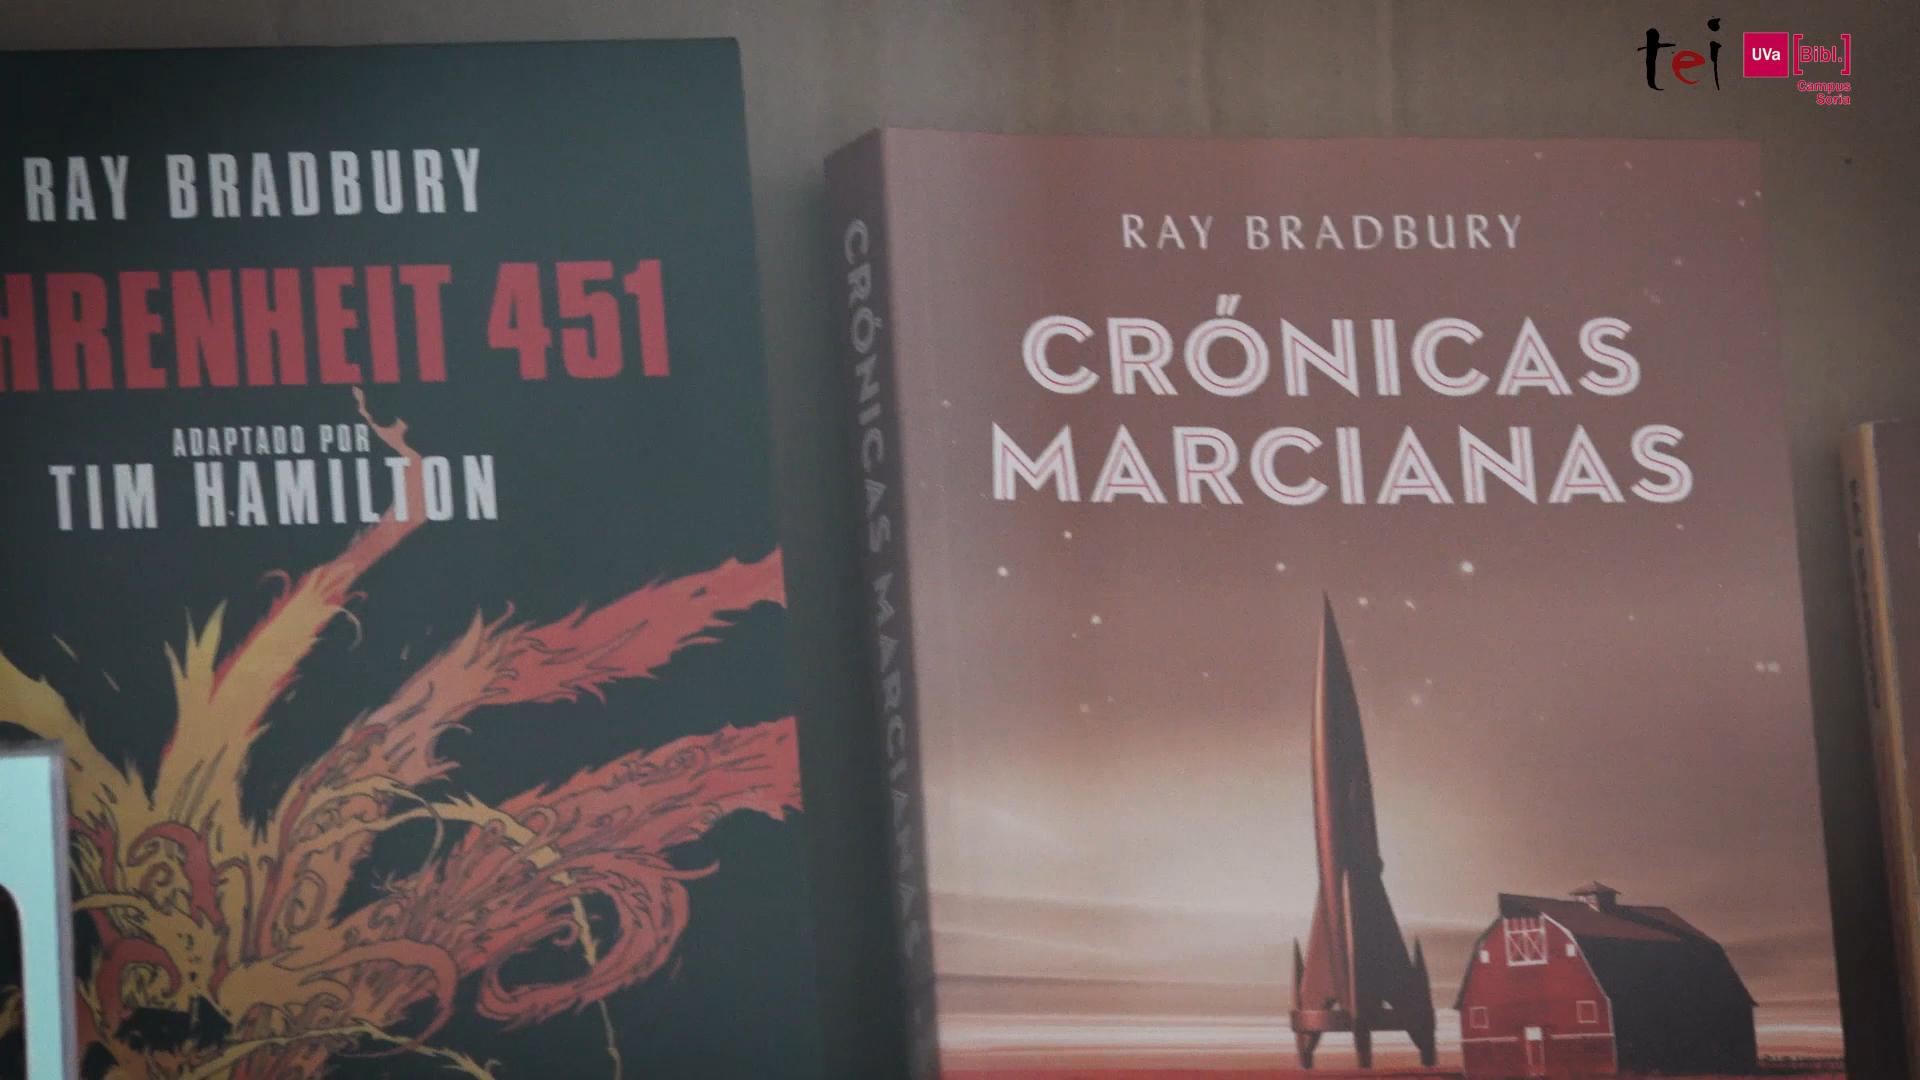 RAY BRADBURY
HRENHEIT 451
ADAPTADO POR
TIM HAMILTON
CRÓNICAS MARCIANAS
RAY BRADBURY
CRÓNICAS
MARCIANAS
tei
UVa [Bibl.]
Campus
Soria